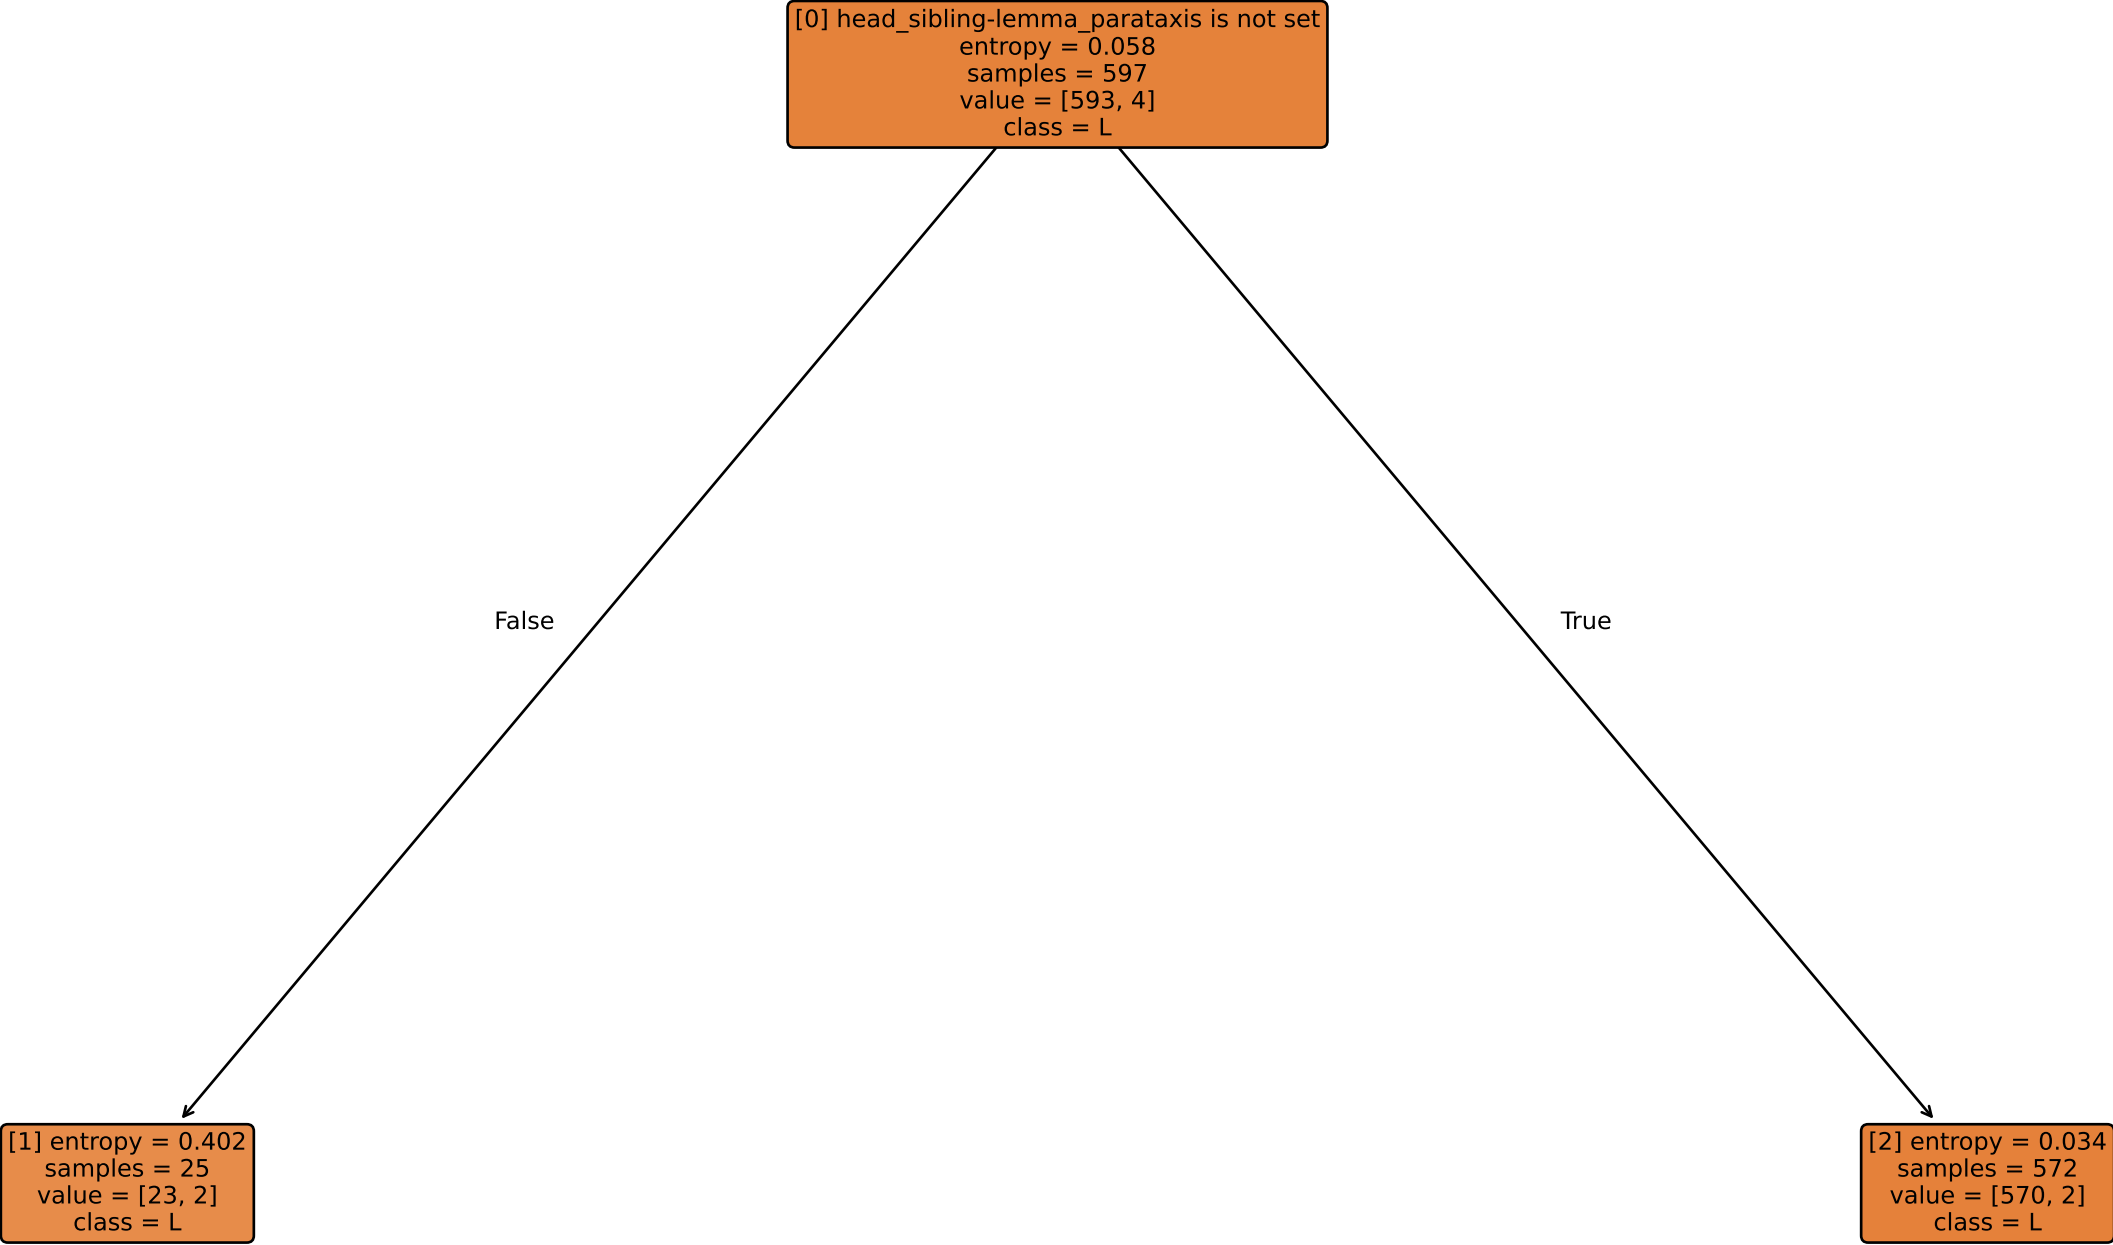 [0] head_sibling-lemma_parataxis is not set
entropy = 0.058
samples = 597
value = [593, 4]
class = L
False
True
[1] entropy = 0.402
samples = 25
value = [23, 2]
class = L
[2] entropy = 0.034
samples = 572
value = [570, 2]
class = L